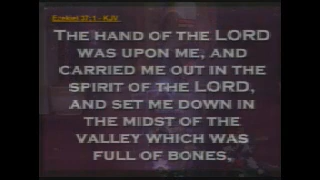 Ezekiel 37:1 - KJV
THE HAND OF THE LORD
WAS UPON ME, AND
CARRIED ME OUT IN THE
SPIRIT OF THE LORD,
AND SET ME DOWN IN
THE MIDST OF THE
VALLEY WHICH WAS
FULL OF BONES,